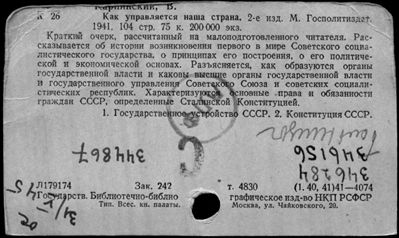 К 26
Карпинский, В.
Как управляется наша страна. 2-е изд. М. Госполитиздат.
1941. 104 стр. 75 к. 200 000 экз.
Краткий очерк, рассчитанный на малоподготовленного читателя. Рас-
сказывается об истории возникновения первого в мире Советского социа-
листического государства, о принципах его построения, о его политической
и экономической основах. Разъясняется, как образуются органы
государственной власти и каковы высшие органы государственной власти
и государственного управления Советского Союза и советских социали-
стических республик. Характеризуются основные права и обязанности
граждан СССР, определенные Сталинской Конституцией.
1. Государственное устройство СССР. 2. Конституция СССР.
344867
346156
346284
Л179174 Зак. 242 т. 4830 (1. 40, 41)41—4074
Государств. Библиотечно-библио графическое изд-во НКП РСФСР
Тип. Всес. кн. палаты. Москва, ул. Чайковского, 20.